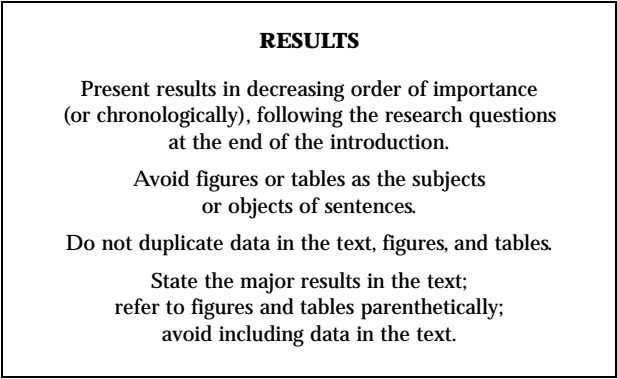 RESULTS
Present results in decreasing order of importance
(or chronologically), following the research questions
at the end of the introduction.
Avoid figures or tables as the subjects
or objects of sentences.
Do not duplicate data in the text, figures, and tables.
State the major results in the text;
refer to figures and tables parenthetically;
avoid including data in the text.